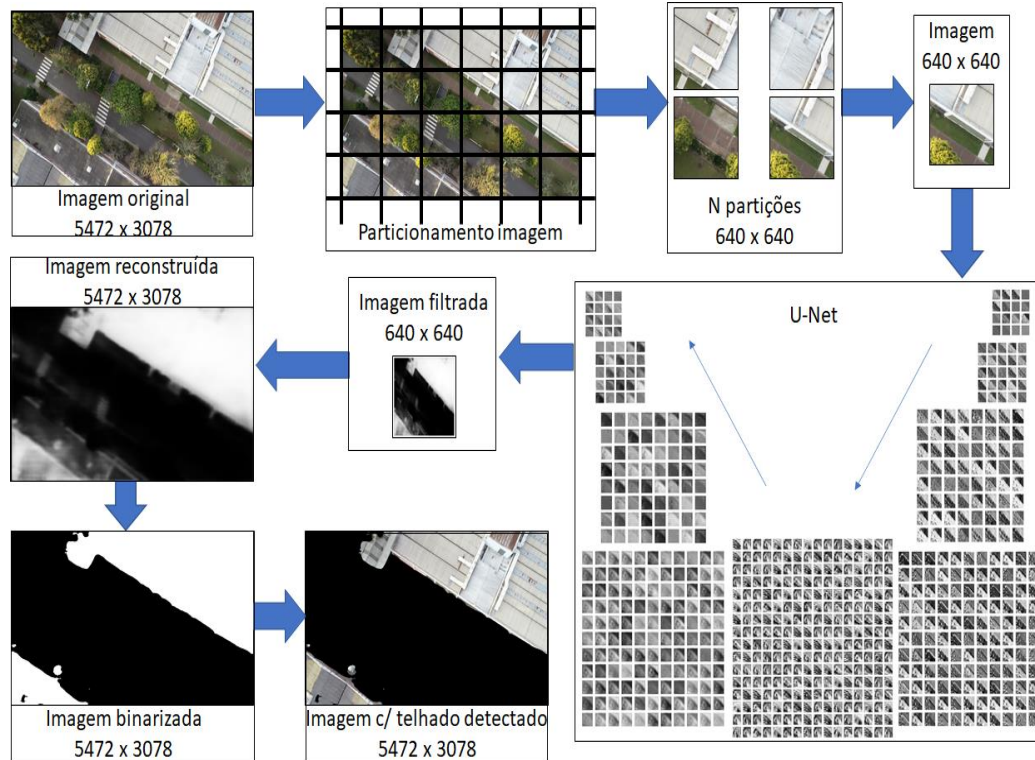 Imagem original
5472 x 3078
Particionamento imagem
N partições
640 x 640
Imagem
640 x 640
U-Net
Imagem filtrada
640 x 640
Imagem reconstruída
5472 x 3078
Imagem binarizada
5472 x 3078
Imagem c/ telhado detectado
5472 x 3078